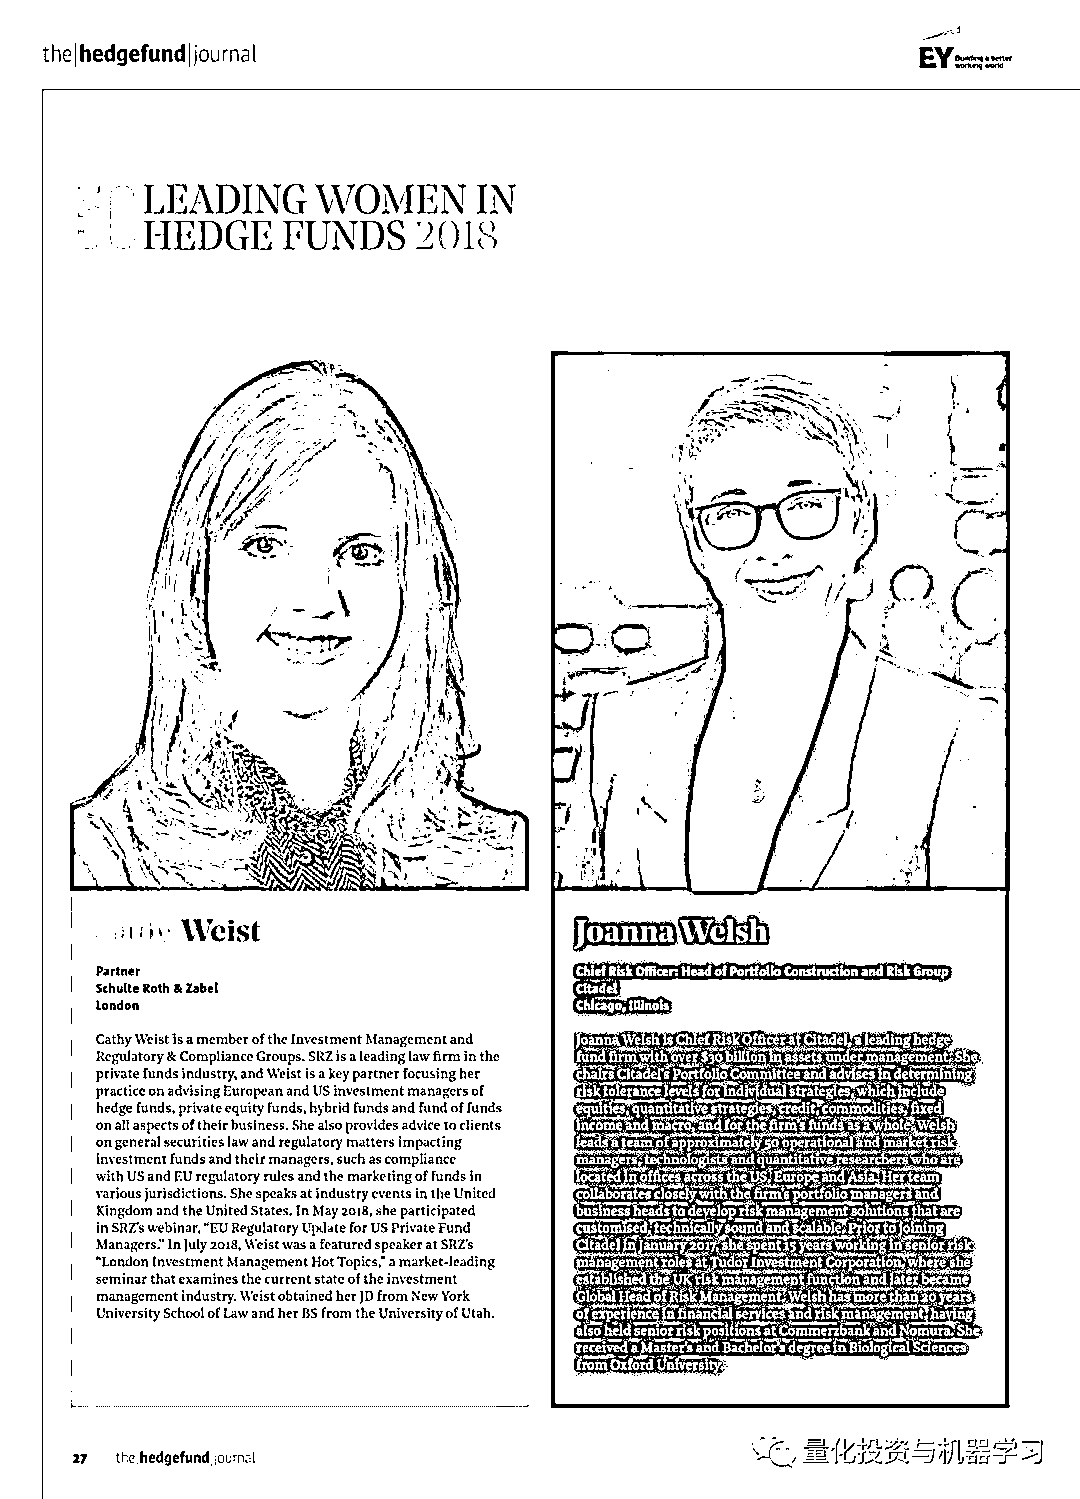 the|hedgefund|journal
EY Building a better
working world
LEADING WOMEN IN
HEDGE FUNDS 2018
Weist
Partner
Schulte Roth & Zabel
London
Cathy Weist is a member of the Investment Management and
Regulatory & Compliance Groups. SRZ is a leading law firm in the
private funds industry, and Weist is a key partner focusing her
practice on advising European and US investment managers of
hedge funds, private equity funds, hybrid funds and fund of funds
on all aspects of their business. She also provides advice to clients
on general securities law and regulatory matters impacting
investment funds and their managers, such as compliance
with US and EU regulatory rules and the marketing of funds in
various jurisdictions. She speaks at industry events in the United
Kingdom and the United States. In May 2018, she participated
in SRZ's webinar, “EU Regulatory Update for US Private Fund
Managers.” In July 2018, Weist was a featured speaker at SRZ's
“London Investment Management Hot Topics,” a market-leading
seminar that examines the current state of the investment
management industry. Weist obtained her JD from New York
University School of Law and her BS from the University of Utah.
Joanna Welsh
Chief Risk Officer; Head of Portfolio Construction and Risk Group
Citadel
Chicago, Illinois
Joanna Welsh is Chief Risk Officer at Citadel, a leading hedge
fund firm with over $30 billion in assets under management. She
chairs Citadel's Portfolio Committee and advises in determining
risk tolerance levels for individual strategies, which include
equities, quantitative strategies, credit, commodities, fixed
income and macro, and for the firm's funds as a whole. Welsh
leads a team of approximately 50 operational and market risk
managers, technologists and quantitative researchers who are
located in offices across the US, Europe and Asia. Her team
collaborates closely with the firm's portfolio managers and
business heads to develop risk management solutions that are
customised, technically sound and scalable. Prior to joining
Citadel in January 2017, she spent 15 years working in senior risk
management roles at Tudor Investment Corporation, where she
established the UK risk management function and later became
Global Head of Risk Management. Welsh has more than 20 years
of experience in financial services and risk management, having
also held senior risk positions at Commerzbank and Nomura. She
received a Master's and Bachelor's degree in Biological Sciences
from Oxford University.
27 the|hedgefund|journal
量化投资与机器学习